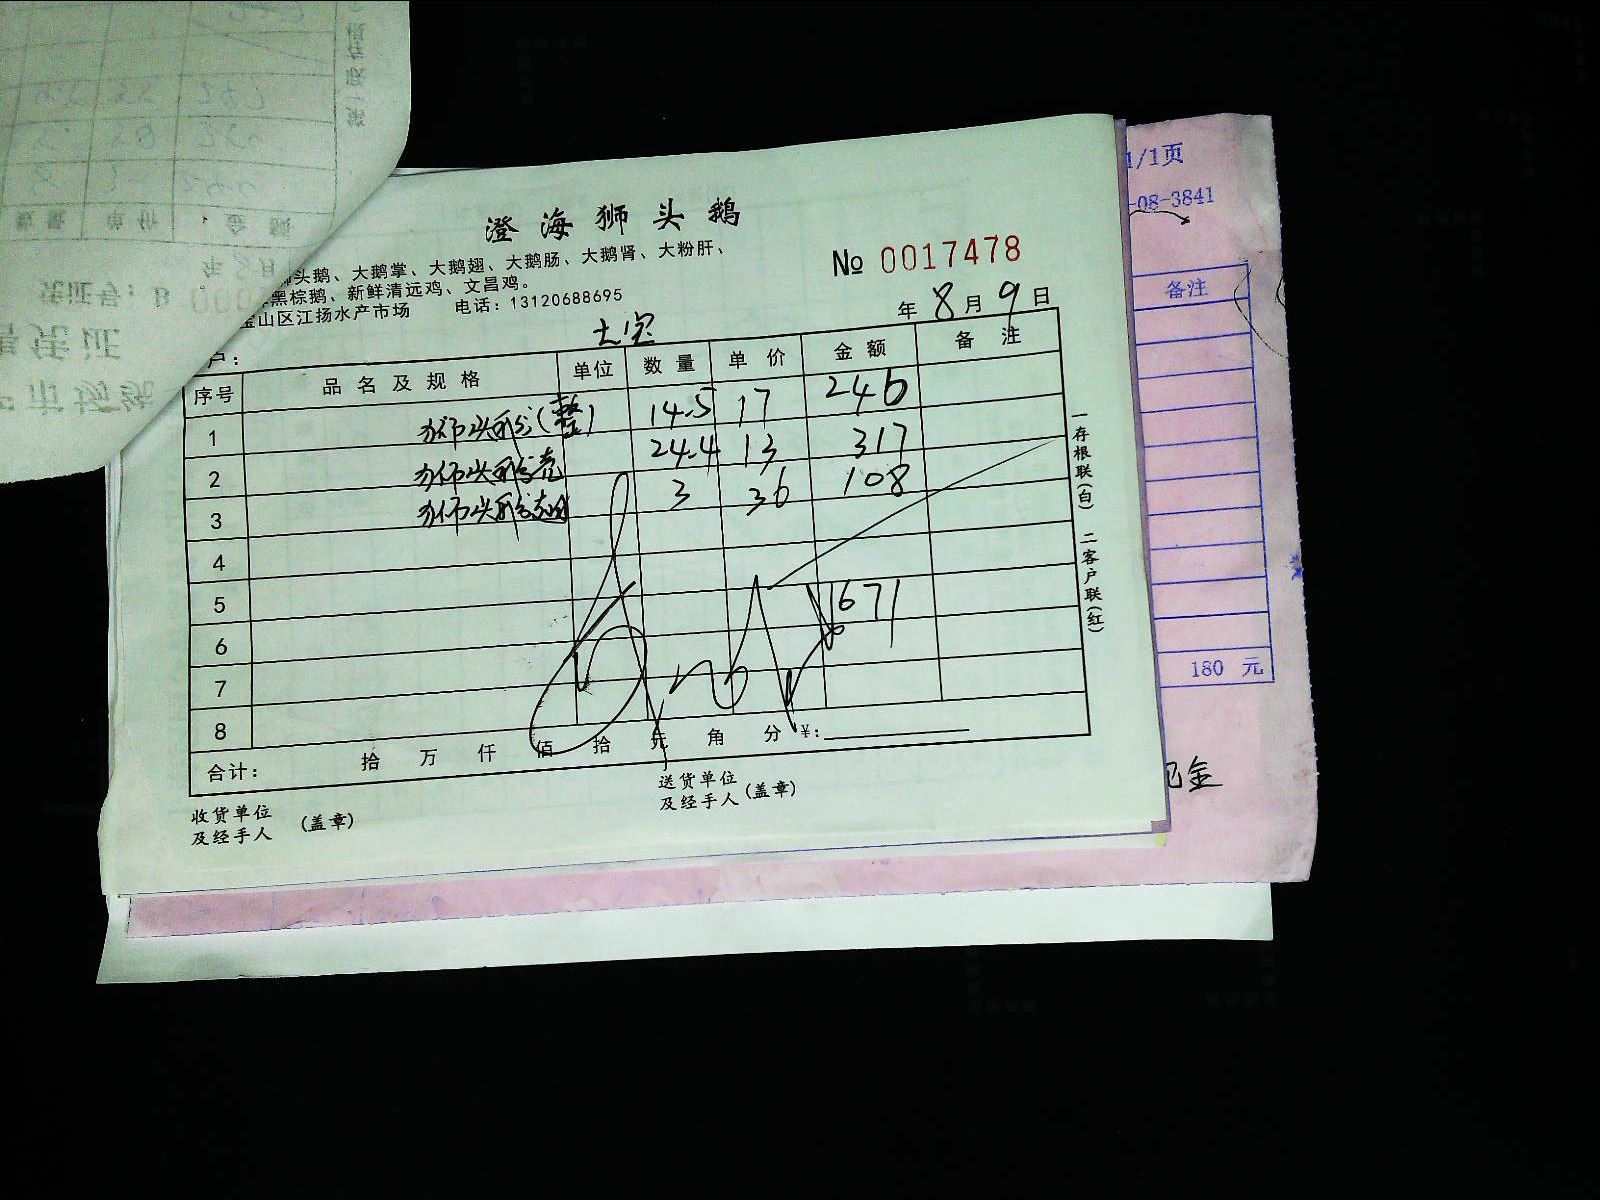 澄海狮头鹅
№ 0017478
狮头鹅、大鹅掌、大鹅翅、大鹅肠、大鹅肾、大粉肝、
黑棕鹅、新鲜清远鸡、文昌鸡。
宝山区江扬水产市场 电话：13120688695
年 8 月 9 日
户：
序号 品名及规格 单位 数量 单价 金额 备注
1 狮头鹅(整) 14.5 17 246
2 狮头鹅壳 24.4 13 317
3 狮头鹅翅 3 36 108
4
5 671
6
7
8
合计： 拾 万 仟 佰 拾 元 角 分 ¥:
收货单位及经手人 (盖章)
送货单位及经手人 (盖章)
一存根联(白) 二客户联(红)
1/1页
-08-3841
备注
180 元